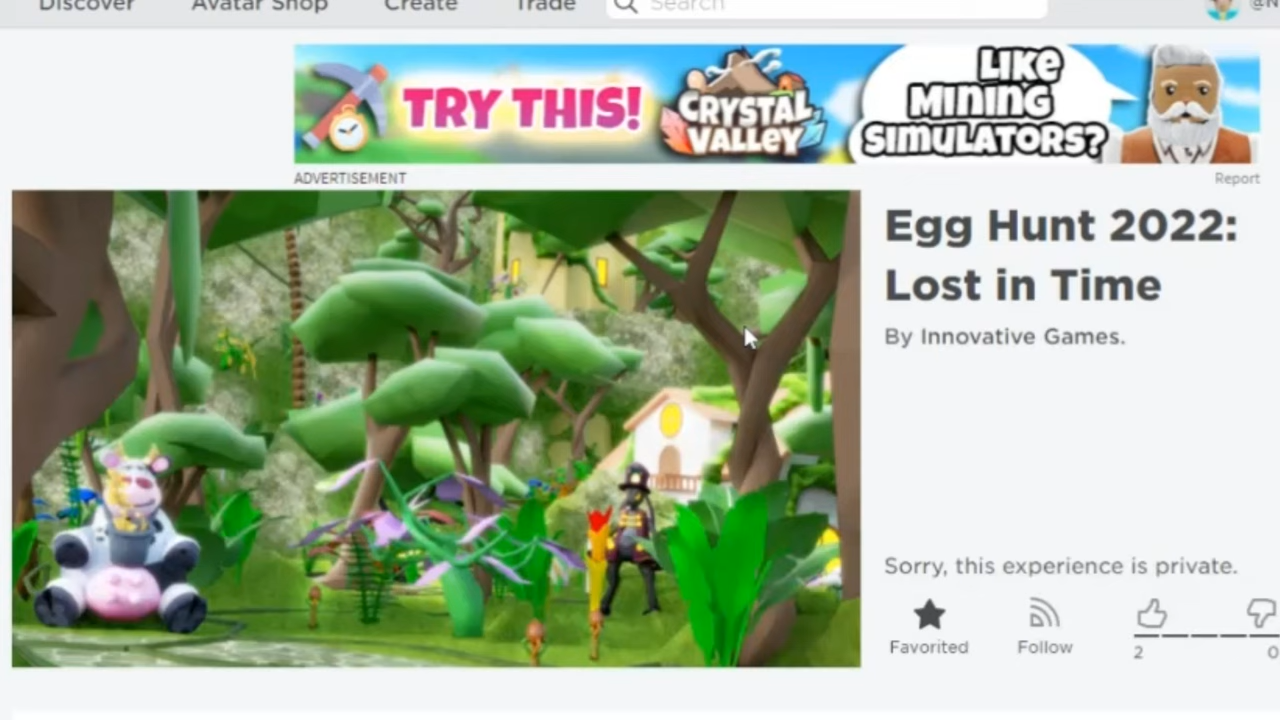 Discover Avatar Shop Create Trade Search @N
TRY THIS!
CRYSTAL
VALLEY
LIKE
MINING
SIMULATORS?
ADVERTISEMENT Report
Egg Hunt 2022:
Lost in Time
By Innovative Games.
Sorry, this experience is private.
Favorited Follow
2 0